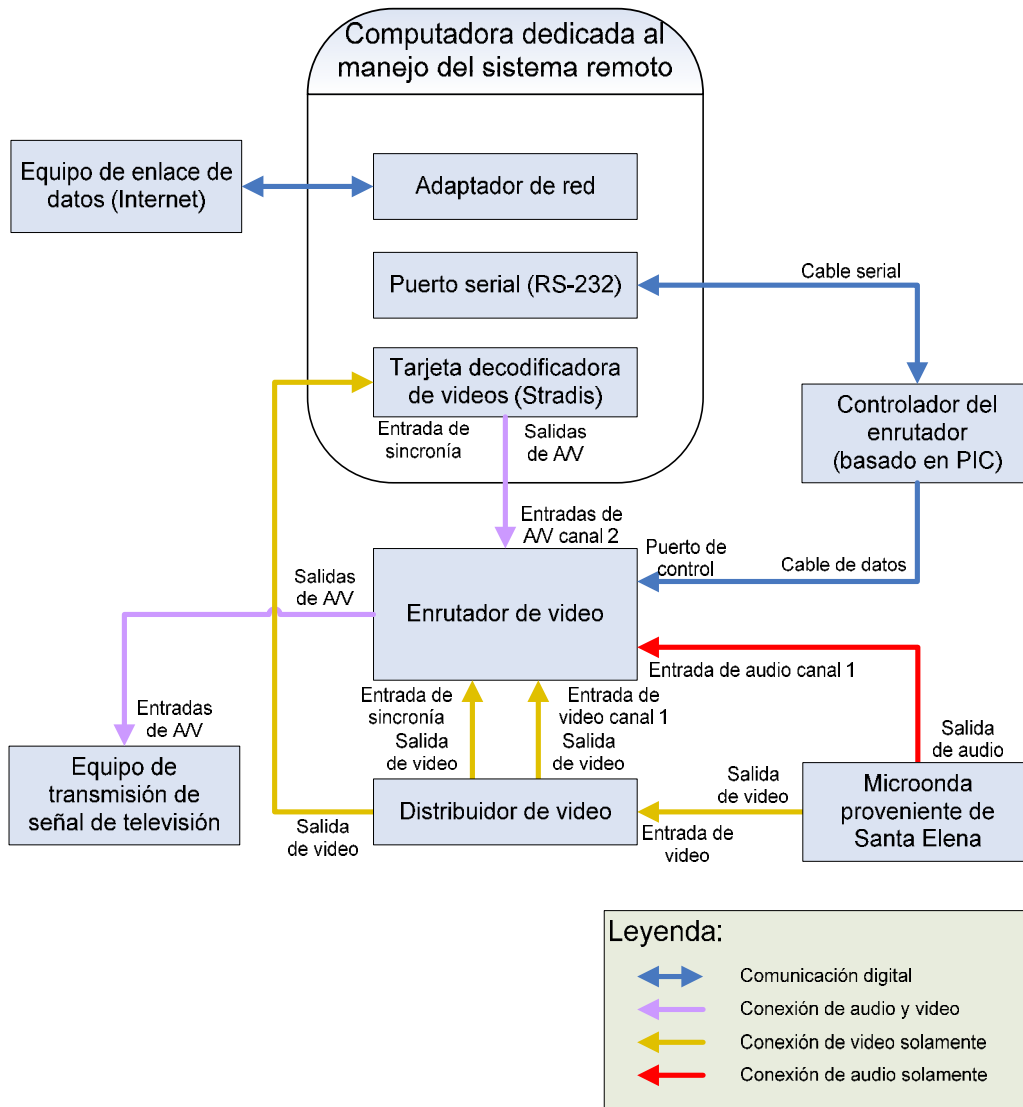 Computadora dedicada al
manejo del sistema remoto
Equipo de enlace de
datos (Internet)
Adaptador de red
Puerto serial (RS-232)
Cable serial
Tarjeta decodificadora
de videos (Stradis)
Entrada de
sincronía
Salidas
de A/V
Controlador del
enrutador
(basado en PIC)
Entradas de
A/V canal 2
Puerto de
control
Cable de datos
Salidas
de A/V
Enrutador de video
Entrada de audio canal 1
Entrada de
sincronía
Entrada de
video canal 1
Entradas
de A/V
Salida
de video
Salida
de video
Salida
de audio
Equipo de
transmisión de
señal de televisión
Salida
de video
Distribuidor de video
Salida
de video
Entrada de
video
Microonda
proveniente de
Santa Elena
Leyenda:
Comunicación digital
Conexión de audio y video
Conexión de video solamente
Conexión de audio solamente